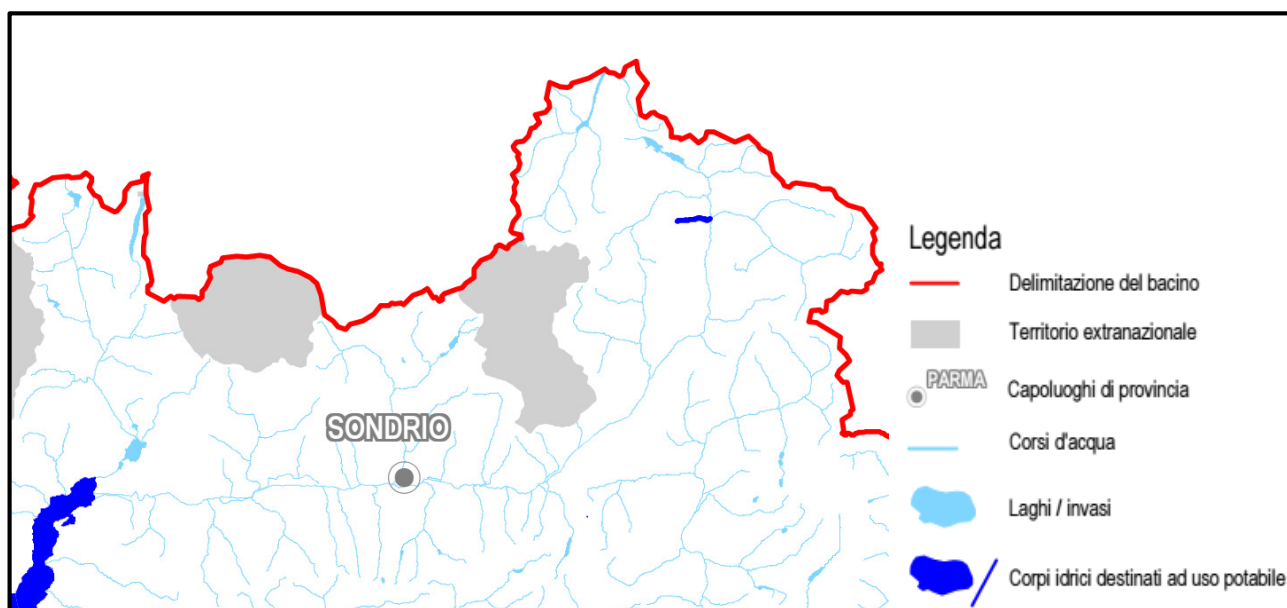 SONDRIO
Legenda
Delimitazione del bacino
Territorio extranazionale
PARMA Capoluoghi di provincia
Corsi d'acqua
Laghi / invasi
Corpi idrici destinati ad uso potabile